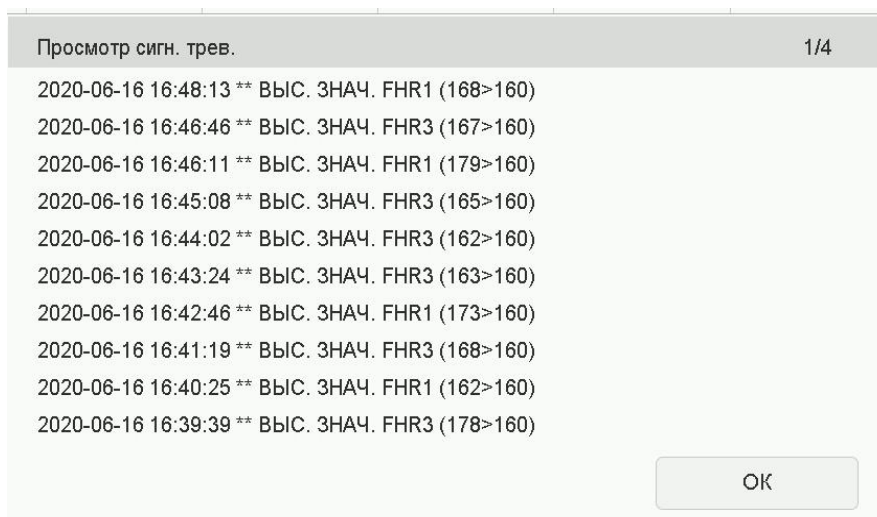 Просмотр сигн. трев. 1/4
2020-06-16 16:48:13 ** ВЫС. ЗНАЧ. FHR1 (168>160)
2020-06-16 16:46:46 ** ВЫС. ЗНАЧ. FHR3 (167>160)
2020-06-16 16:46:11 ** ВЫС. ЗНАЧ. FHR1 (179>160)
2020-06-16 16:45:08 ** ВЫС. ЗНАЧ. FHR3 (165>160)
2020-06-16 16:44:02 ** ВЫС. ЗНАЧ. FHR3 (162>160)
2020-06-16 16:43:24 ** ВЫС. ЗНАЧ. FHR3 (163>160)
2020-06-16 16:42:46 ** ВЫС. ЗНАЧ. FHR1 (173>160)
2020-06-16 16:41:19 ** ВЫС. ЗНАЧ. FHR3 (168>160)
2020-06-16 16:40:25 ** ВЫС. ЗНАЧ. FHR1 (162>160)
2020-06-16 16:39:39 ** ВЫС. ЗНАЧ. FHR3 (178>160)
ОК